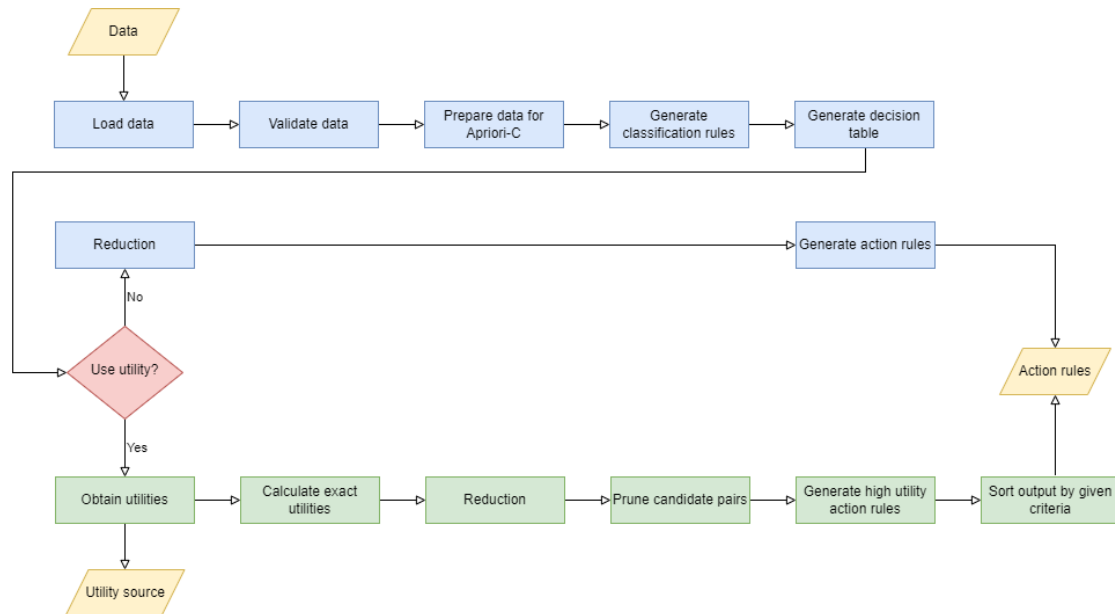 Data
Load data
Validate data
Prepare data for
Apriori-C
Generate
classification rules
Generate decision
table
Reduction
Generate action rules
No
Use utility?
Action rules
Yes
Obtain utilities
Calculate exact
utilities
Reduction
Prune candidate pairs
Generate high utility
action rules
Sort output by given
criteria
Utility source